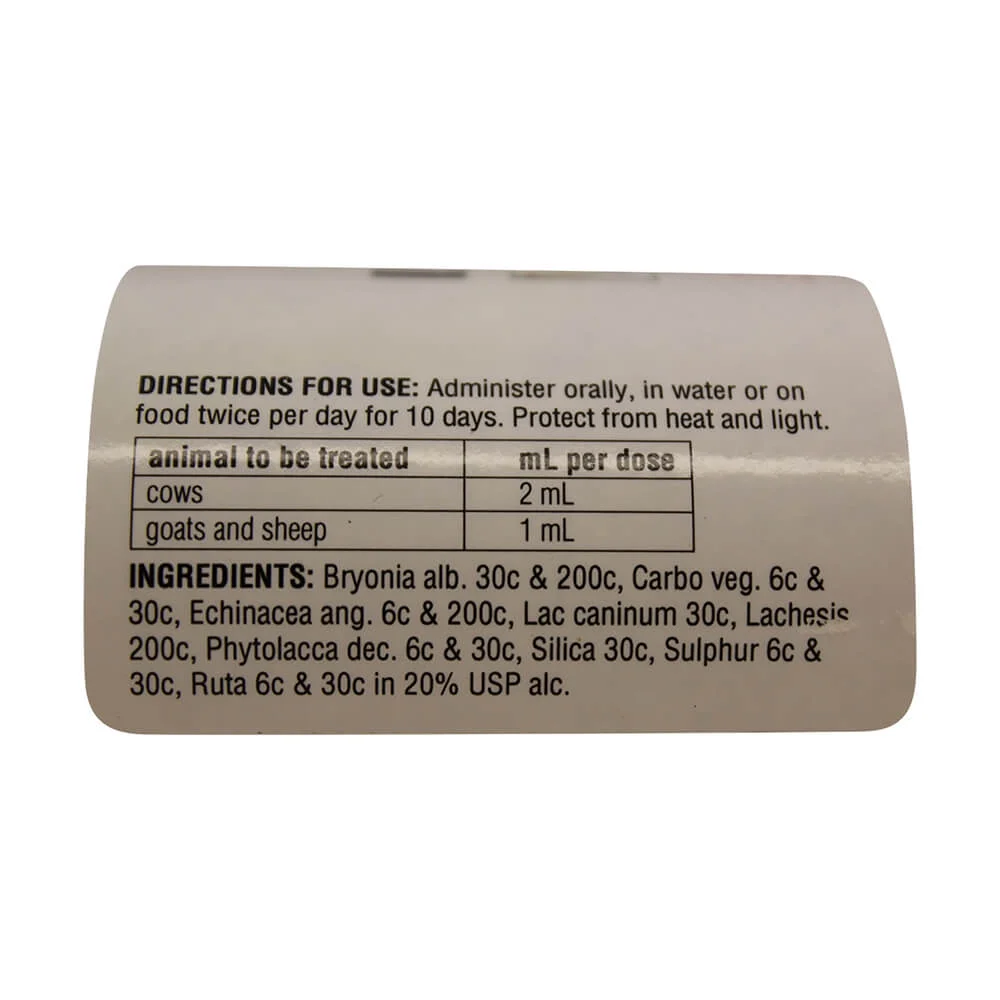 DIRECTIONS FOR USE: Administer orally, in water or on
food twice per day for 10 days. Protect from heat and light.
animal to be treated mL per dose
cows 2 mL
goats and sheep 1 mL
INGREDIENTS: Bryonia alb. 30c & 200c, Carbo veg. 6c &
30c, Echinacea ang. 6c & 200c, Lac caninum 30c, Lachesis
200c, Phytolacca dec. 6c & 30c, Silica 30c, Sulphur 6c &
30c, Ruta 6c & 30c in 20% USP alc.